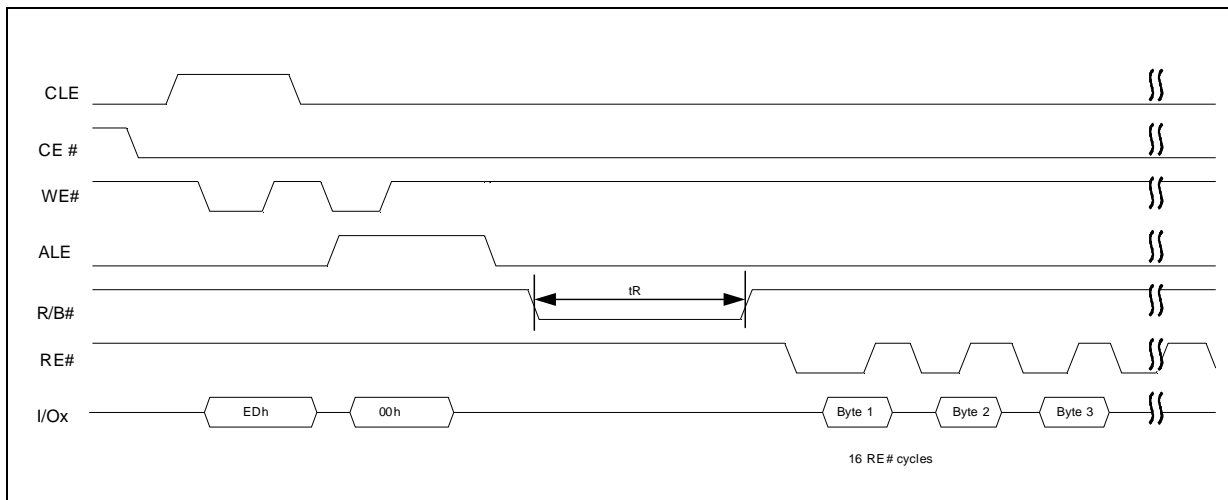 CLE
CE #
WE#
ALE
tR
R/B#
RE#
I/Ox
EDh
00h
Byte 1
Byte 2
Byte 3
16 RE# cycles